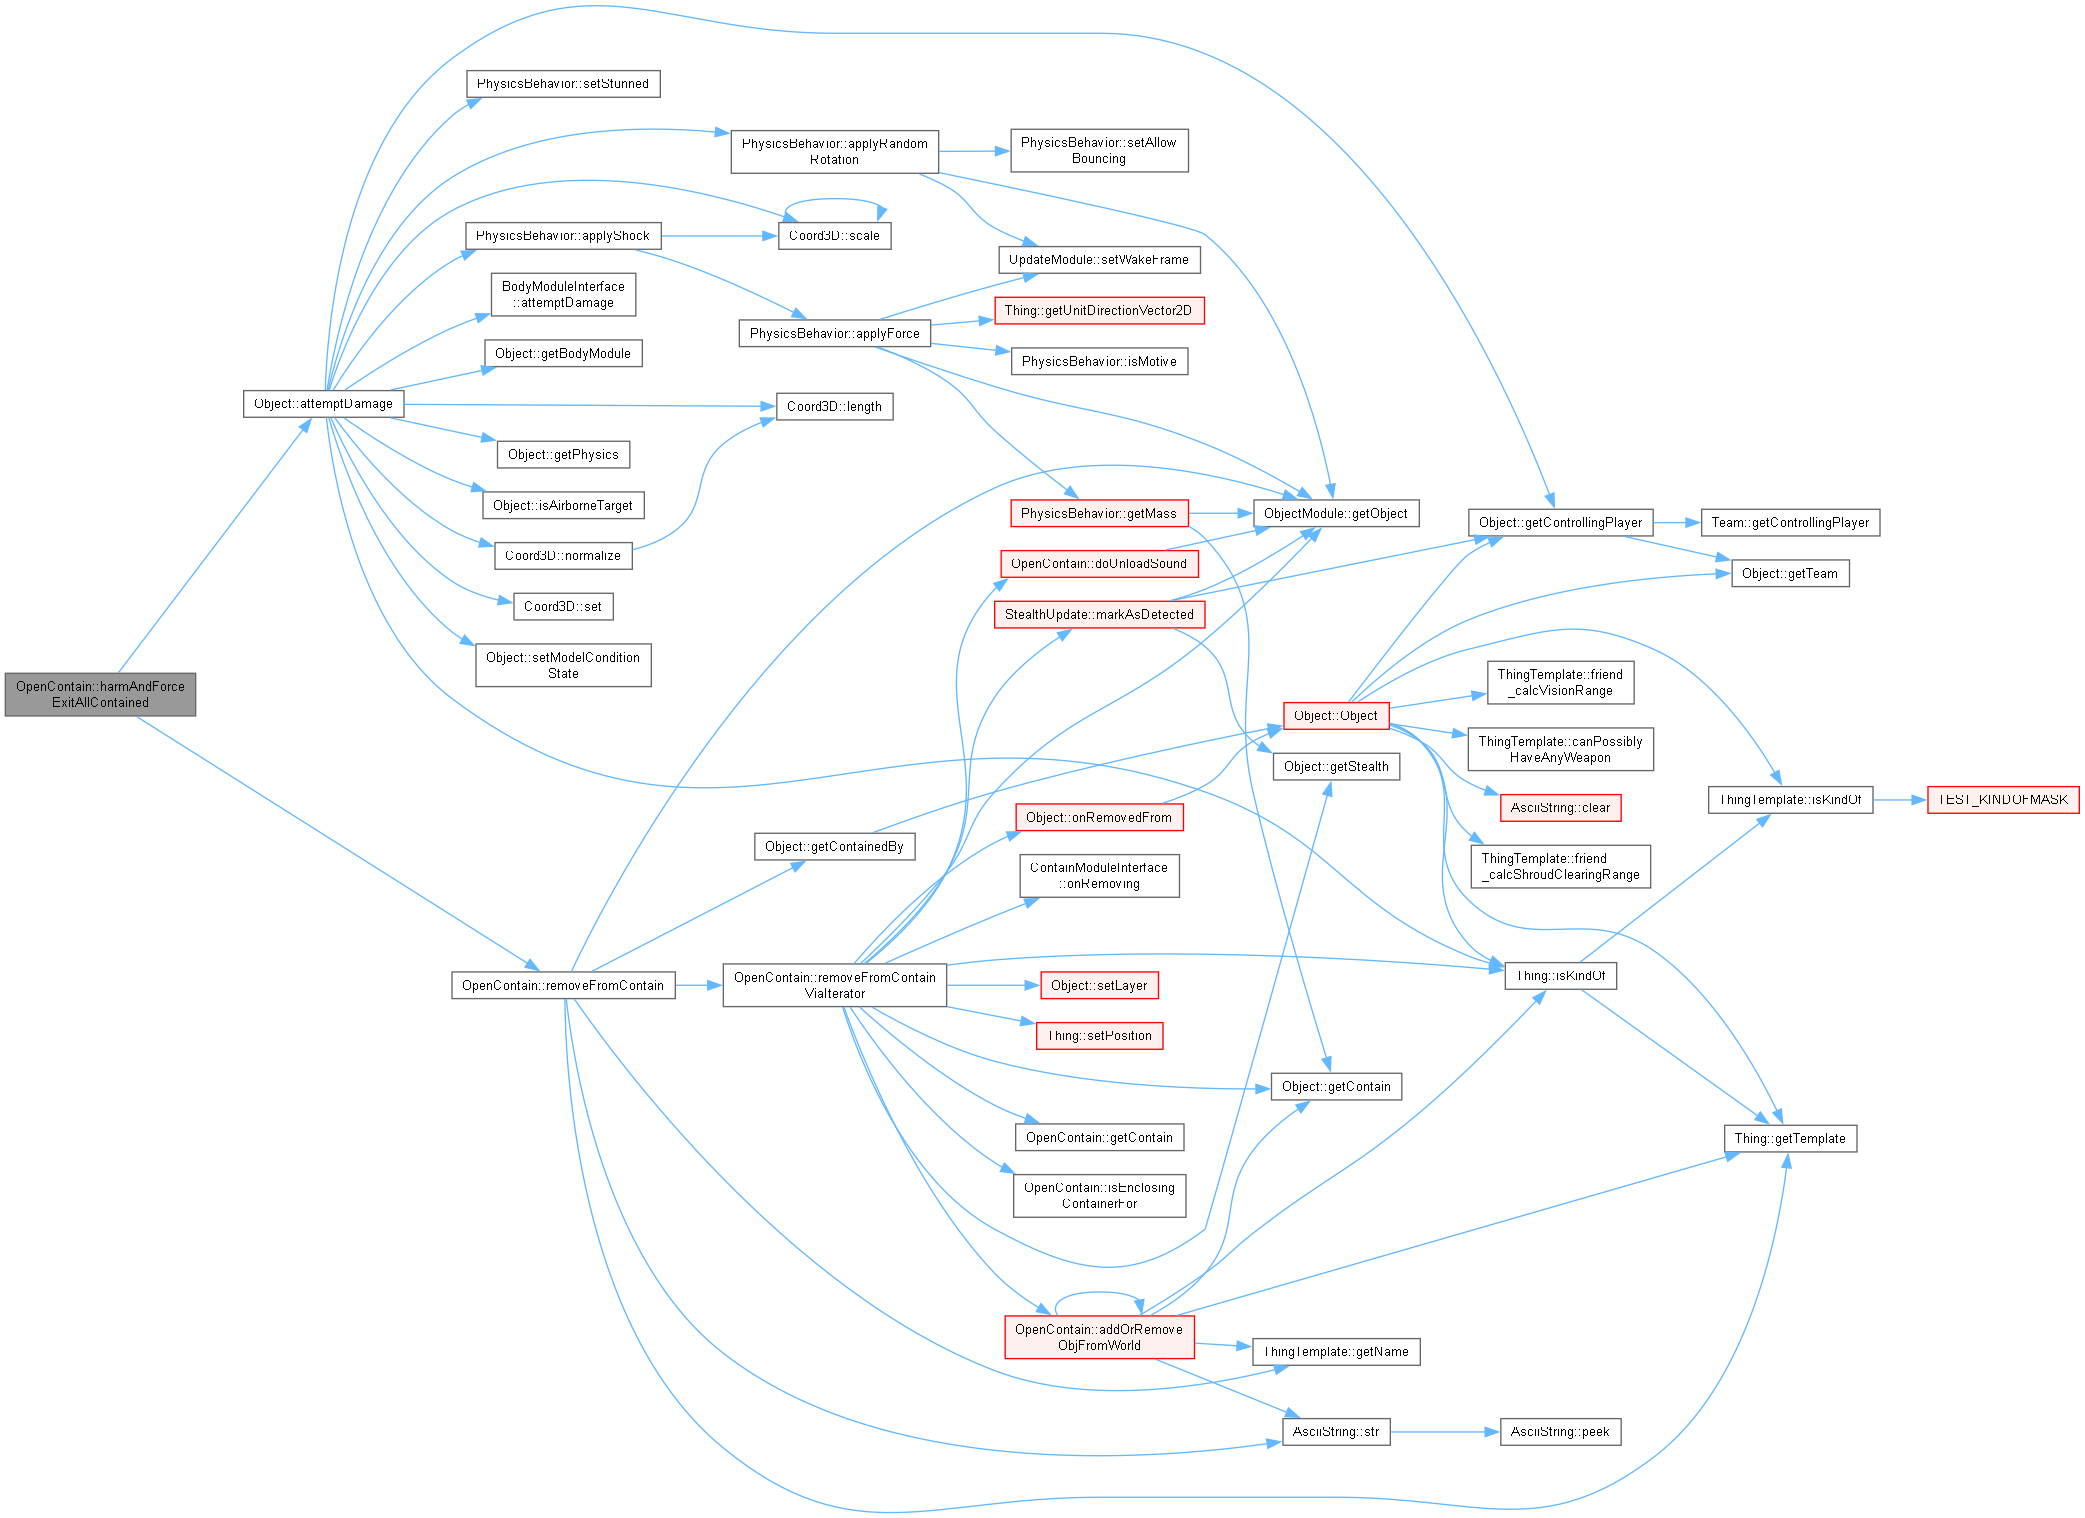 PhysicsBehavior::setStunned
PhysicsBehavior::applyRandom
Rotation
PhysicsBehavior::setAllow
Bouncing
PhysicsBehavior::applyShock
Coord3D::scale
UpdateModule::setWakeFrame
BodyModuleInterface
::attemptDamage
Thing::getUnitDirectionVector2D
PhysicsBehavior::applyForce
Object::getBodyModule
PhysicsBehavior::isMotive
Object::attemptDamage
Coord3D::length
Object::getPhysics
Object::isAirborneTarget
PhysicsBehavior::getMass
ObjectModule::getObject
Object::getControllingPlayer
Team::getControllingPlayer
Coord3D::normalize
OpenContain::doUnloadSound
Object::getTeam
Coord3D::set
StealthUpdate::markAsDetected
Object::setModelCondition
State
OpenContain::harmAndForce
ExitAllContained
ThingTemplate::friend
_calcVisionRange
Object::Object
ThingTemplate::canPossibly
HaveAnyWeapon
Object::getStealth
AsciiString::clear
ThingTemplate::isKindOf
TEST_KINDOFMASK
Object::onRemovedFrom
Object::getContainedBy
ThingTemplate::friend
_calcShroudClearingRange
ContainModuleInterface
::onRemoving
OpenContain::removeFromContain
OpenContain::removeFromContain
ViaIterator
Object::setLayer
Thing::isKindOf
Thing::setPosition
Object::getContain
OpenContain::getContain
Thing::getTemplate
OpenContain::isEnclosing
ContainerFor
OpenContain::addOrRemove
ObjFromWorld
ThingTemplate::getName
AsciiString::str
AsciiString::peek